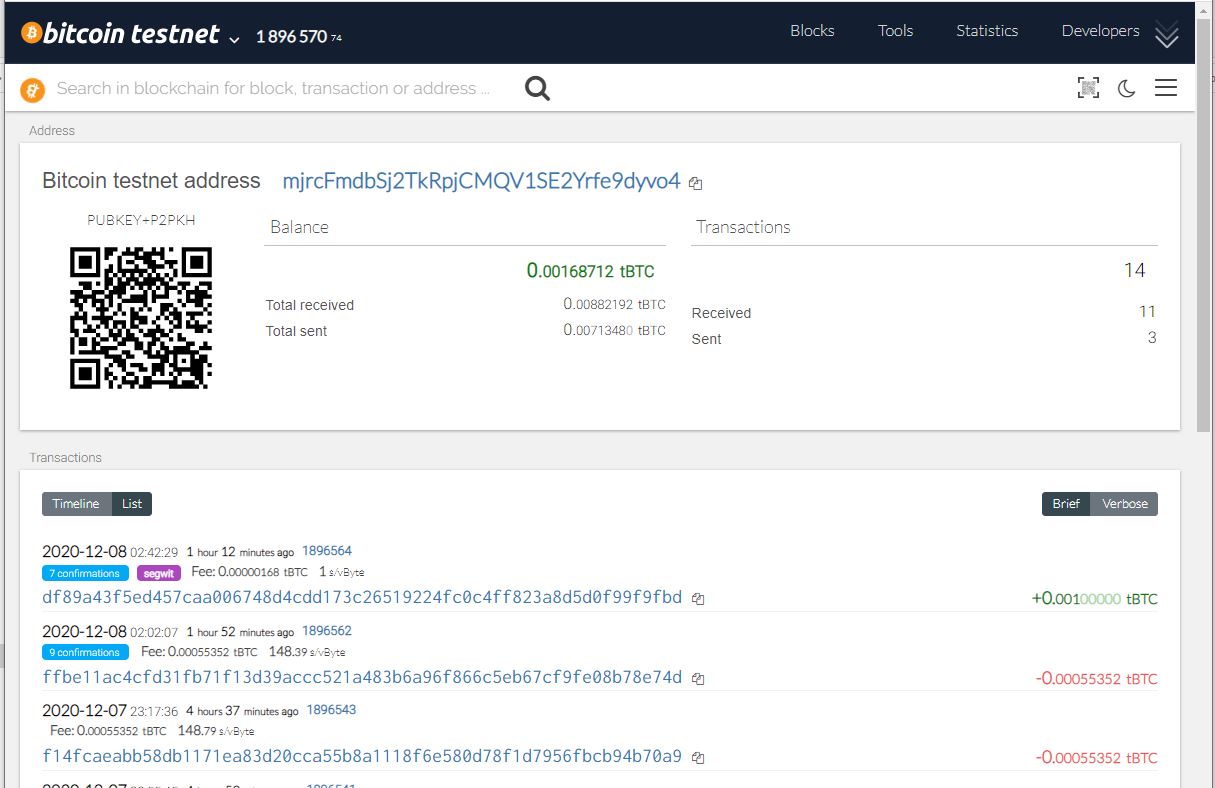 bitcoin testnet 1 896 570 74 Blocks Tools Statistics Developers
Search in blockchain for block, transaction or address ...
Address
Bitcoin testnet address mjrcFmdbSj2TkRpjCMQV1SE2Yrfe9dyvo4
PUBKEY+P2PKH
Balance
0.00168712 tBTC
Total received 0.00882192 tBTC
Total sent 0.00713480 tBTC
Transactions
14
Received 11
Sent 3
Transactions
Timeline List Brief Verbose
2020-12-08 02:42:29 1 hour 12 minutes ago 1896564
7 confirmations segwit Fee: 0.00000168 tBTC 1 s/vByte
df89a43f5ed457caa006748d4cdd173c26519224fc0c4ff823a8d5d0f99f9fbd +0.00100000 tBTC
2020-12-08 02:02:07 1 hour 52 minutes ago 1896562
9 confirmations Fee: 0.00055352 tBTC 148.39 s/vByte
ffbe11ac4cfd31fb71f13d39accc521a483b6a96f866c5eb67cf9fe08b78e74d -0.00055352 tBTC
2020-12-07 23:17:36 4 hours 37 minutes ago 1896543
Fee: 0.00055352 tBTC 148.79 s/vByte
f14fcaeabb58db1171ea83d20cca55b8a1118f6e580d78f1d7956fbcb94b70a9 -0.00055352 tBTC